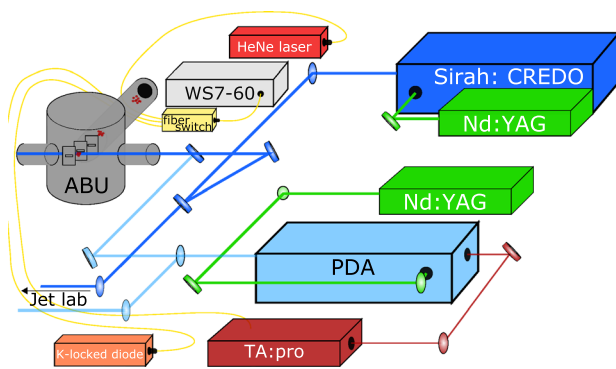 HeNe laser
Sirah: CREDO
WS7-60
fiber
switch
Nd:YAG
ABU
Nd:YAG
PDA
Jet lab
K-locked diode
TA:pro